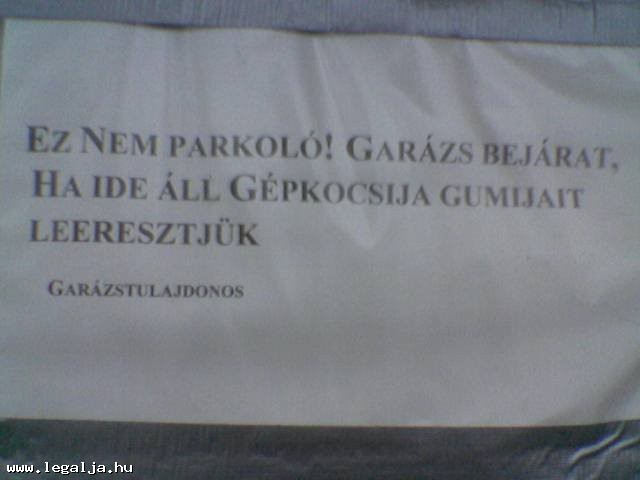 EZ NEM PARKOLÓ! GARÁZS BEJÁRAT,
HA IDE ÁLL GÉPKOCSIJA GUMIJAIT
LEERESZTJÜK
GARÁZSTULAJDONOS
www.legalja.hu